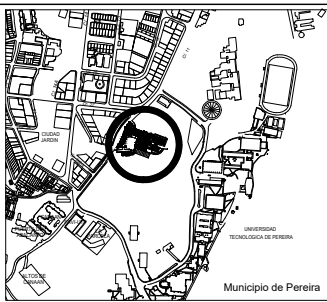 CIUDAD
JARDIN
UNIVERSIDAD
TECNOLOGICA DE PEREIRA
ALTOS DE
CANAAN
Municipio de Pereira